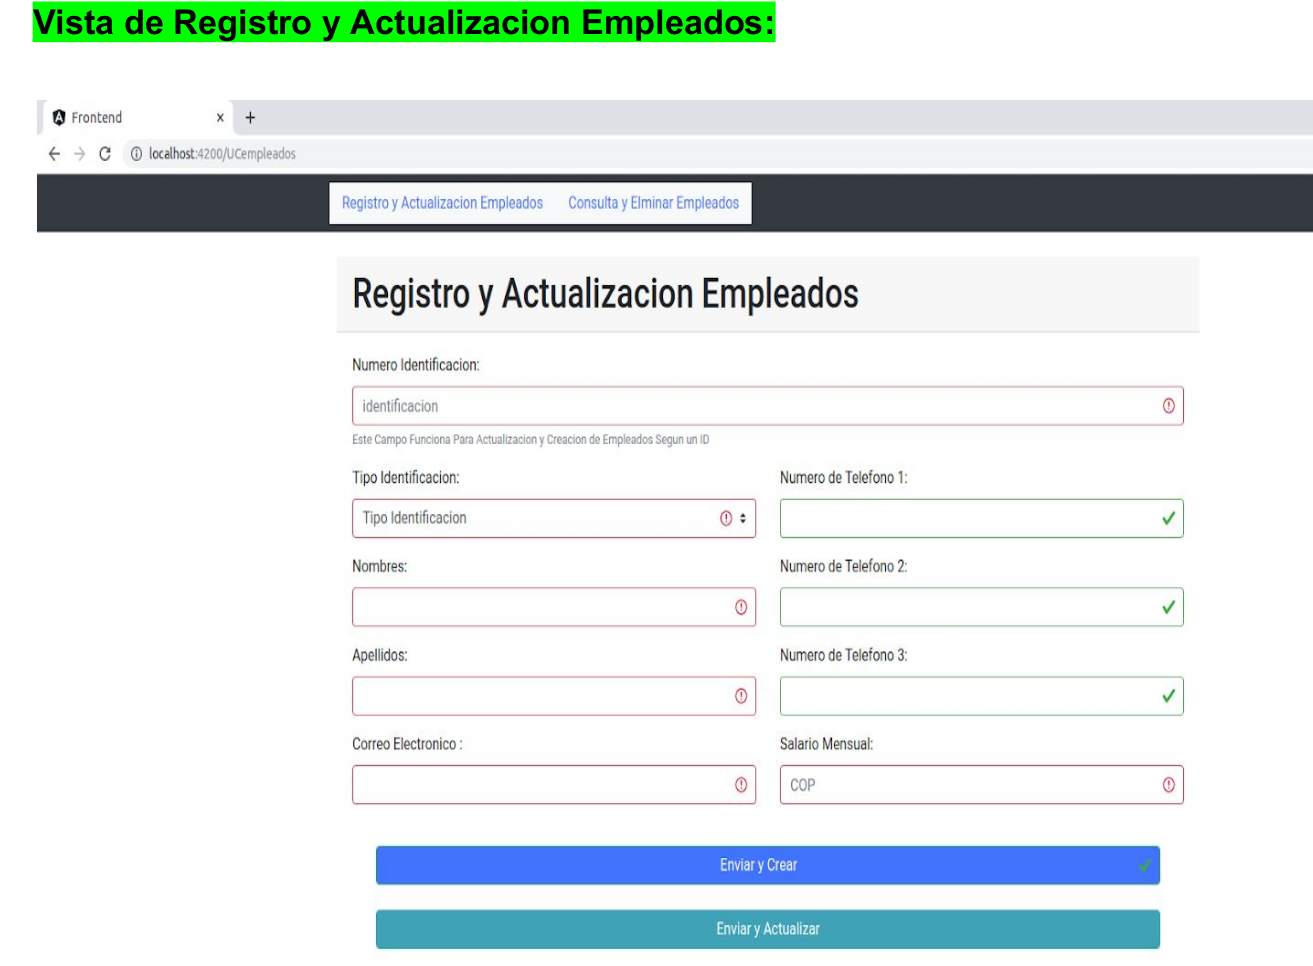 Vista de Registro y Actualizacion Empleados:
Frontend
localhost:4200/UCempleados
Registro y Actualizacion Empleados Consulta y Elminar Empleados
Registro y Actualizacion Empleados
Numero Identificacion:
identificacion
Este Campo Funciona Para Actualizacion y Creacion de Empleados Segun un ID
Tipo Identificacion: Numero de Telefono 1:
Tipo Identificacion
Nombres: Numero de Telefono 2:
Apellidos: Numero de Telefono 3:
Correo Electronico : Salario Mensual:
COP
Enviar y Crear
Enviar y Actualizar